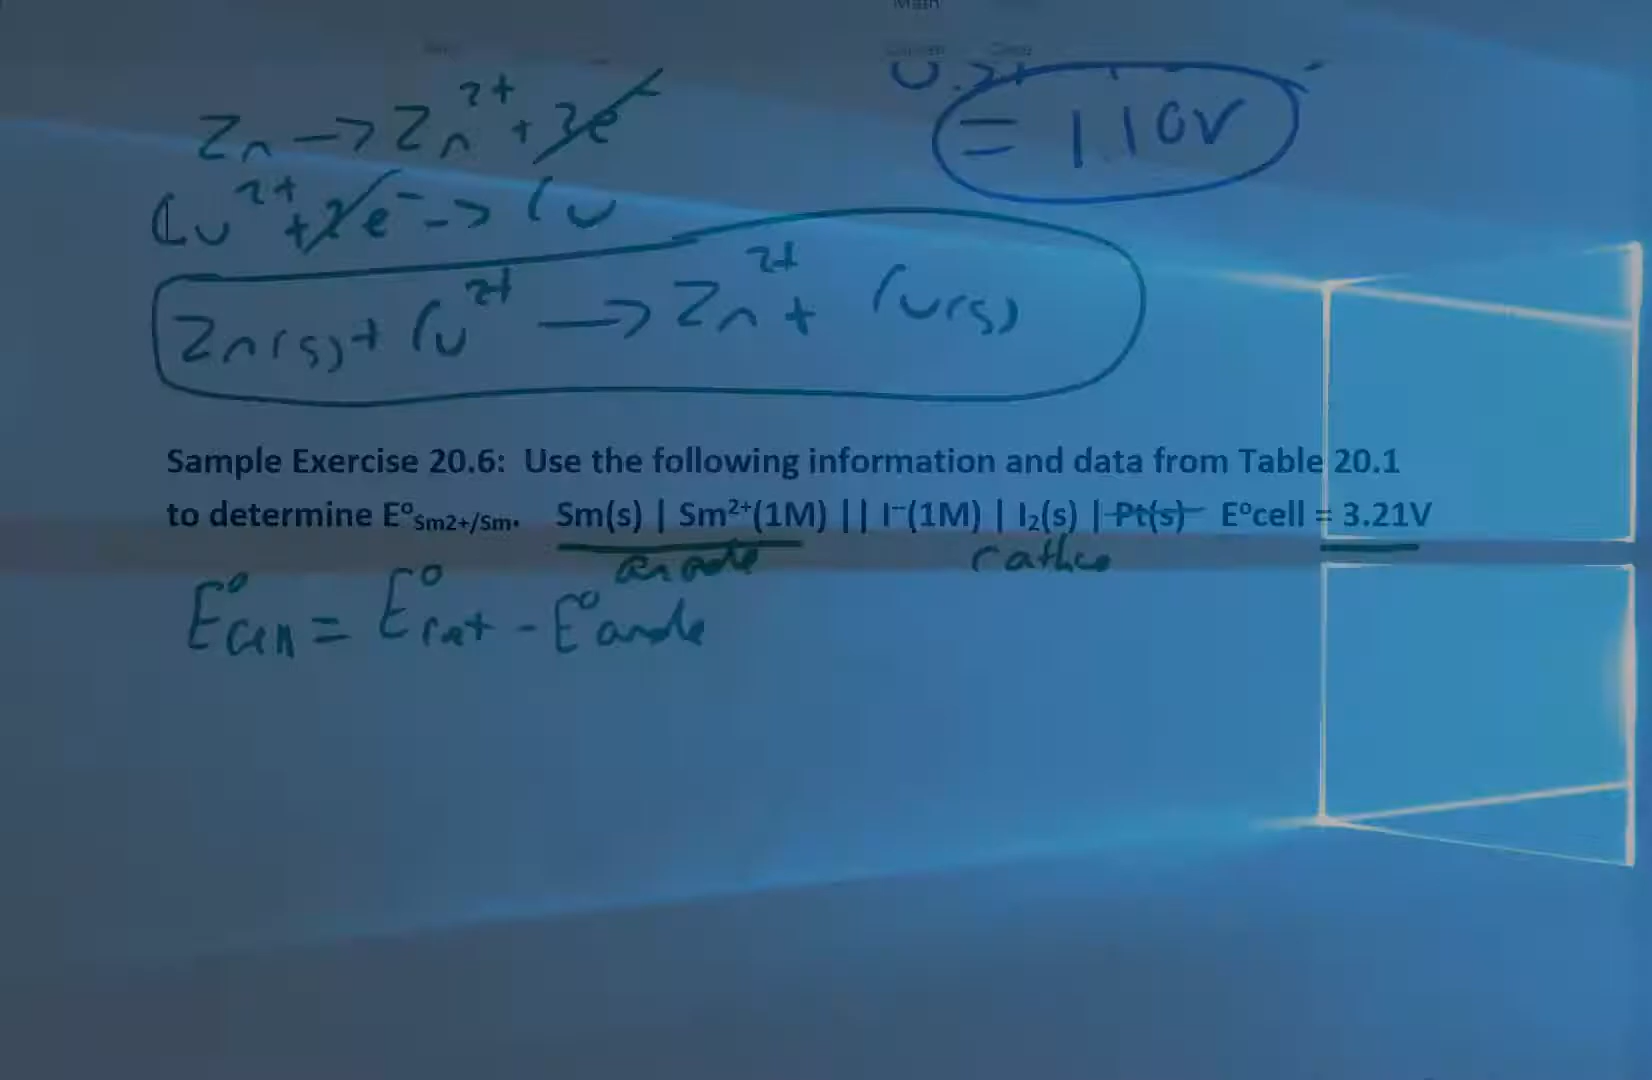 Math
Zn → Zn²⁺ + 2e
= 1.10V
Cu²⁺ + 2e⁻ → Cu
Zn(s) + Cu²⁺ → Zn²⁺ + Cu(s)
Sample Exercise 20.6: Use the following information and data from Table 20.1
to determine E°Sm2+/Sm. Sm(s) | Sm²⁺(1M) || I⁻(1M) | I₂(s) | Pt(s) E°cell = 3.21V
anode
E°cell = E°cat - E°anode